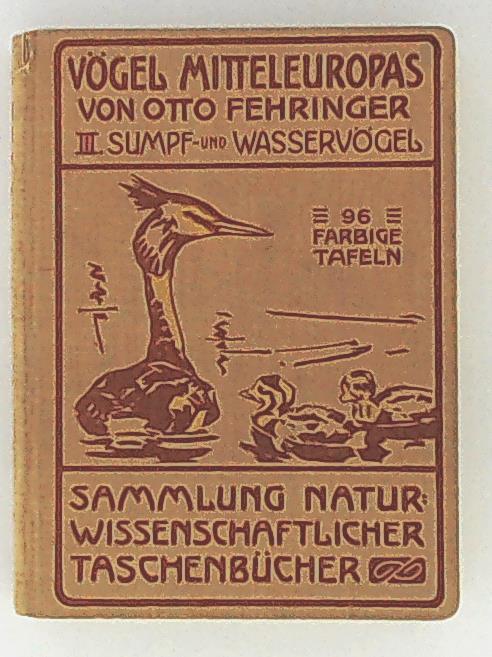 VÖGEL MITTELEUROPAS
VON OTTO FEHRINGER
III. SUMPF-UND WASSERVÖGEL
96
FARBIGE
TAFELN
SAMMLUNG NATUR:
WISSENSCHAFTLICHER
TASCHENBÜCHER